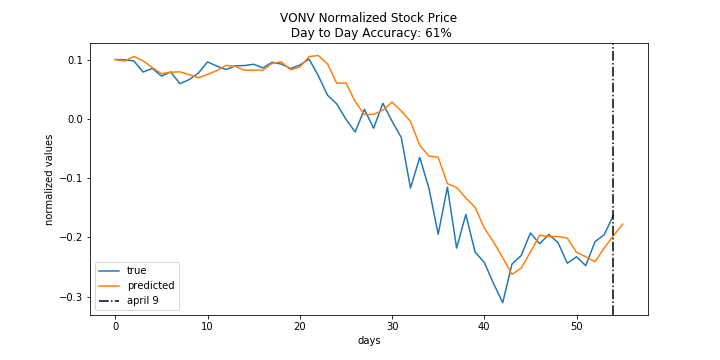 VONV Normalized Stock Price
Day to Day Accuracy: 61%
normalized values
0.1
0.0
−0.1
−0.2
−0.3
true
predicted
april 9
0 10 20 30 40 50
days